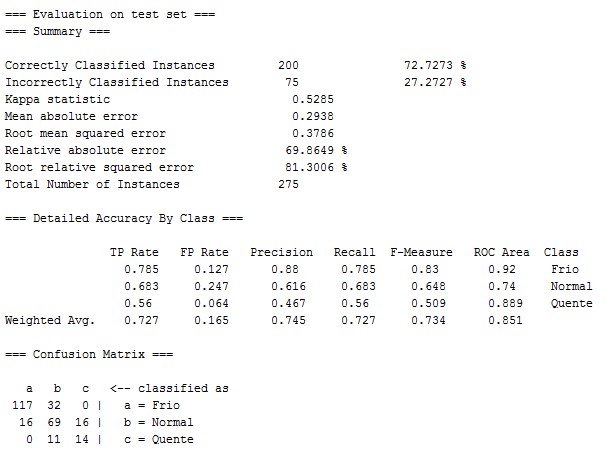 === Evaluation on test set ===
=== Summary ===
Correctly Classified Instances 200 72.7273 %
Incorrectly Classified Instances 75 27.2727 %
Kappa statistic 0.5285
Mean absolute error 0.2938
Root mean squared error 0.3786
Relative absolute error 69.8649 %
Root relative squared error 81.3006 %
Total Number of Instances 275
=== Detailed Accuracy By Class ===
TP Rate FP Rate Precision Recall F-Measure ROC Area Class
0.785 0.127 0.88 0.785 0.83 0.92 Frio
0.683 0.247 0.616 0.683 0.648 0.74 Normal
0.56 0.064 0.467 0.56 0.509 0.889 Quente
Weighted Avg. 0.727 0.165 0.745 0.727 0.734 0.851
=== Confusion Matrix ===
a b c <-- classified as
117 32 0 | a = Frio
16 69 16 | b = Normal
0 11 14 | c = Quente